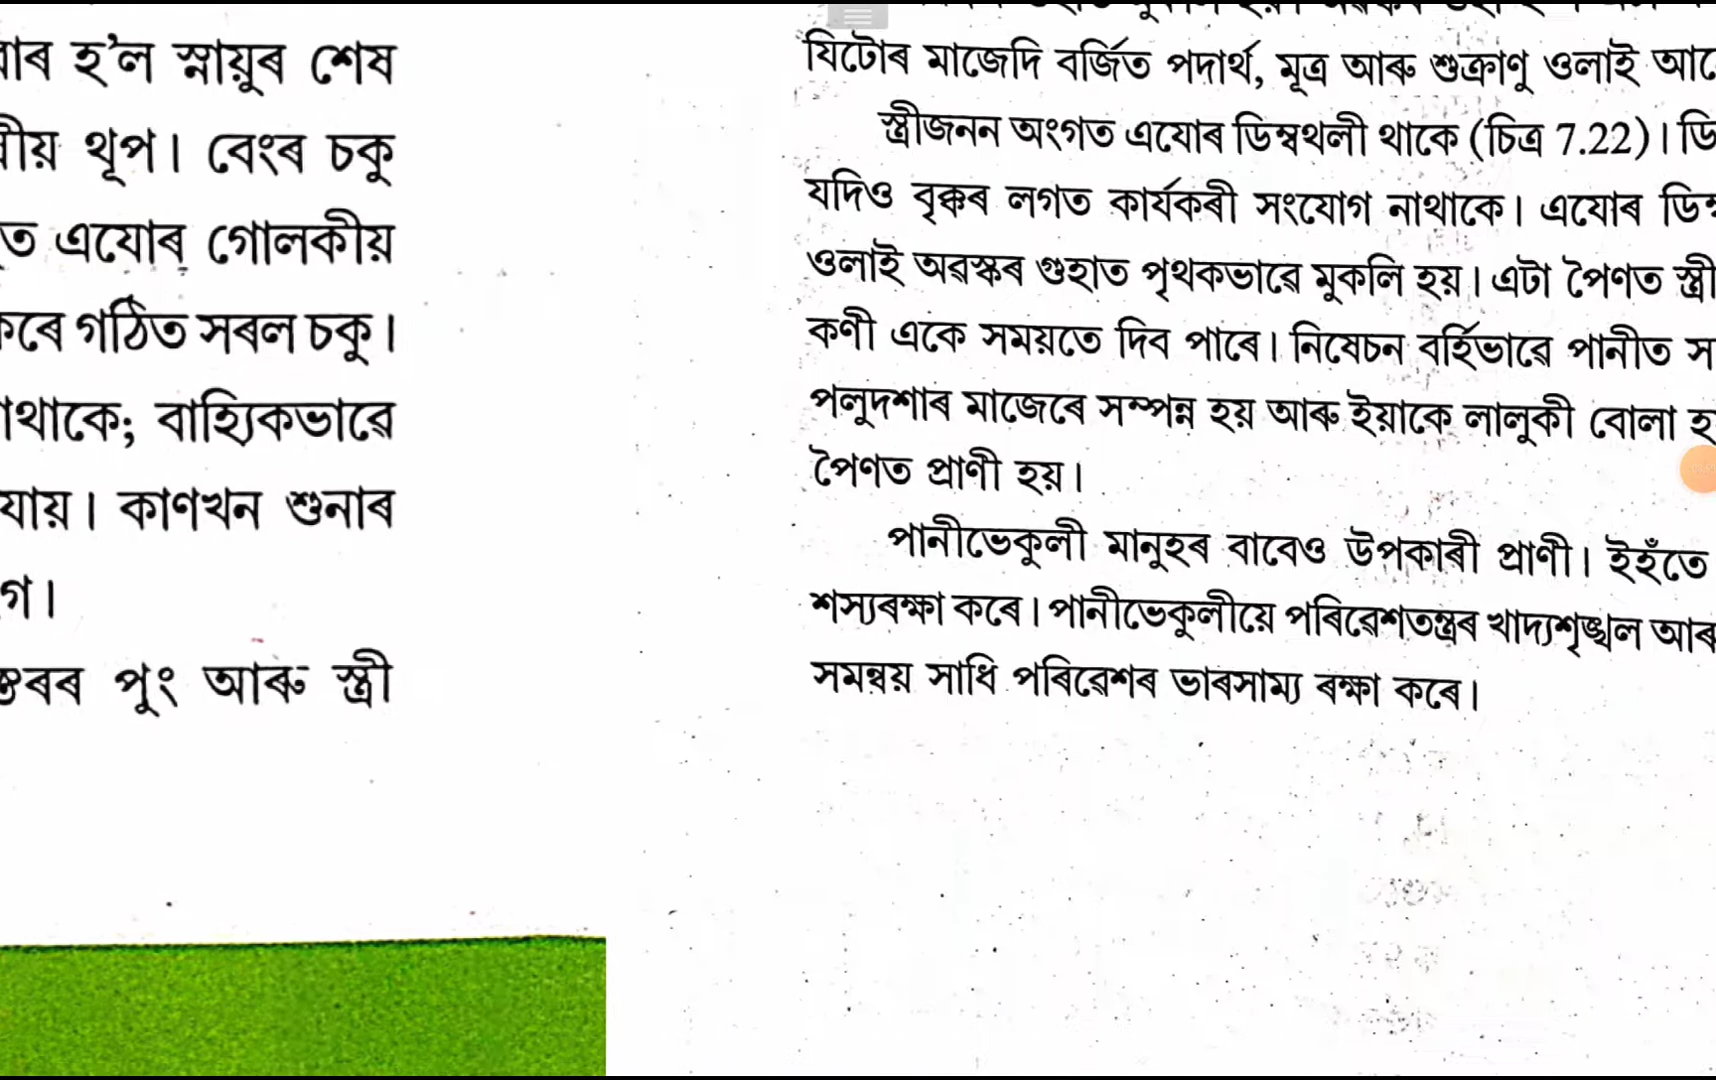 হ'ল স্নায়ুৰ শেষ
থূপ। বেংৰ চকু
এযোৰ গোলকীয়
গঠিত সৰল চকু।
বাহ্যিকভাৱে
যায়। কাণখন শুনাৰ
পুং আৰু স্ত্ৰী
যিটোৰ মাজেদি বৰ্জিত পদাৰ্থ, মূত্ৰ আৰু শুক্ৰাণু ওলাই
স্ত্ৰীজনন অংগত এযোৰ ডিম্বথলী থাকে (চিত্ৰ 7.22)।
যদিও বৃক্কৰ লগত কাৰ্যকৰী সংযোগ নাথাকে। এযোৰ
ওলাই অৱস্কৰ গুহাত পৃথকভাৱে মুকলি হয়। এটা পৈণত স্ত্ৰী
কণী একে সময়তে দিব পাৰে। নিষেচন বৰ্হিভাৱে পানীত
পলুদশাৰ মাজেৰে সম্পন্ন হয় আৰু ইয়াকে লালুকী বোলা
পৈণত প্ৰাণী হয়।
পানীভেকুলী মানুহৰ বাবেও উপকাৰী প্ৰাণী। ইহঁতে
শস্যৰক্ষা কৰে। পানীভেকুলীয়ে পৰিৱেশতন্ত্ৰৰ খাদ্যশৃঙ্খল
সমন্বয় সাধি পৰিৱেশৰ ভাৰসাম্য ৰক্ষা কৰে।